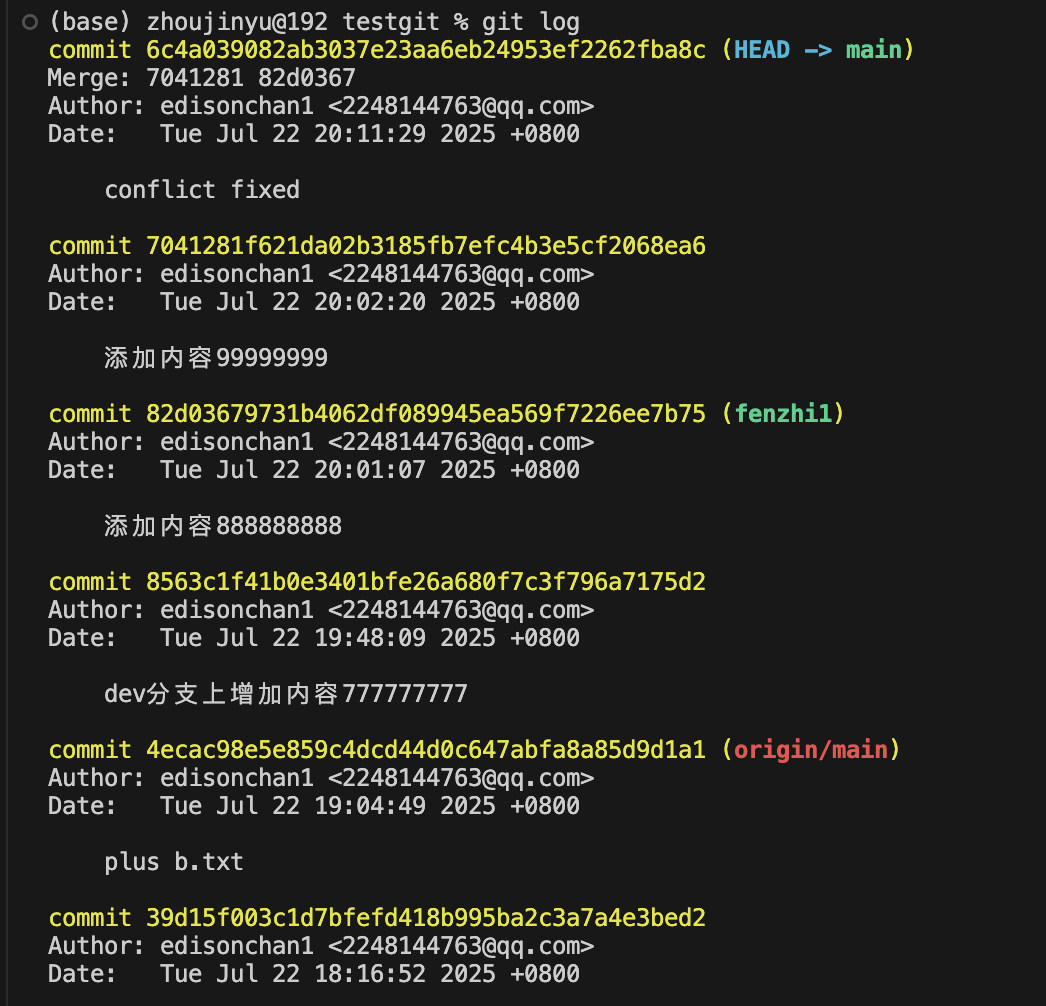 (base) zhoujinyu@192 testgit % git log
commit 6c4a039082ab3037e23aa6eb24953ef2262fba8c (HEAD -> main)
Merge: 7041281 82d0367
Author: edisonchan1 <2248144763@qq.com>
Date:   Tue Jul 22 20:11:29 2025 +0800
conflict fixed
commit 7041281f621da02b3185fb7efc4b3e5cf2068ea6
Author: edisonchan1 <2248144763@qq.com>
Date:   Tue Jul 22 20:02:20 2025 +0800
添加内容99999999
commit 82d03679731b4062df089945ea569f7226ee7b75 (fenzhi1)
Author: edisonchan1 <2248144763@qq.com>
Date:   Tue Jul 22 20:01:07 2025 +0800
添加内容888888888
commit 8563c1f41b0e3401bfe26a680f7c3f796a7175d2
Author: edisonchan1 <2248144763@qq.com>
Date:   Tue Jul 22 19:48:09 2025 +0800
dev分支上增加内容777777777
commit 4ecac98e5e859c4dcd44d0c647abfa8a85d9d1a1 (origin/main)
Author: edisonchan1 <2248144763@qq.com>
Date:   Tue Jul 22 19:04:49 2025 +0800
plus b.txt
commit 39d15f003c1d7bfefd418b995ba2c3a7a4e3bed2
Author: edisonchan1 <2248144763@qq.com>
Date:   Tue Jul 22 18:16:52 2025 +0800